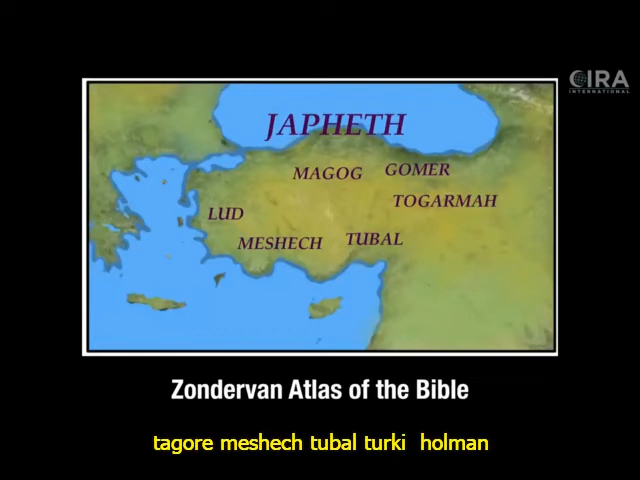 CIRA
INTERNATIONAL
JAPHETH
MAGOG GOMER
TOGARMAH
LUD
MESHECH TUBAL
Zondervan Atlas of the Bible
tagore meshech tubal turki holman